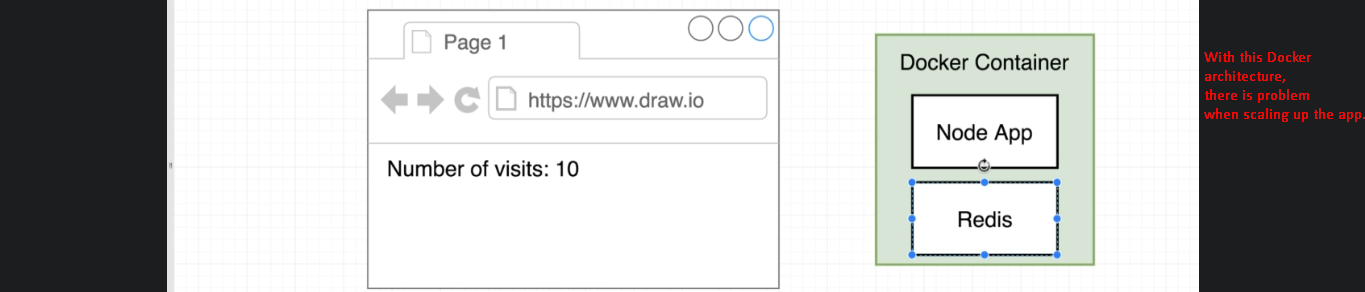 Page 1
https://www.draw.io
Number of visits: 10
Docker Container
Node App
Redis
With this Docker
architecture,
there is problem
when scaling up the app.